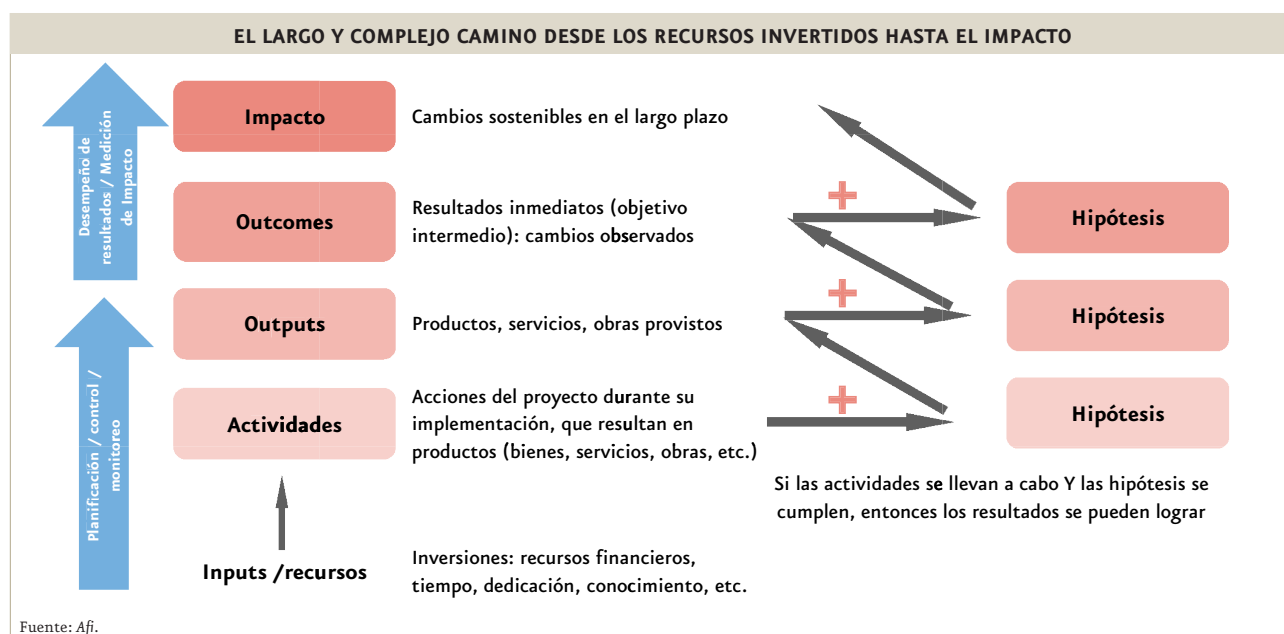 EL LARGO Y COMPLEJO CAMINO DESDE LOS RECURSOS INVERTIDOS HASTA EL IMPACTO
Desempeño de
resultados / Medición
de Impacto
Impacto
Cambios sostenibles en el largo plazo
Outcomes
Resultados inmediatos (objetivo
intermedio): cambios observados
+
Hipótesis
Planificación / control /
monitoreo
Outputs
Productos, servicios, obras provistos
+
Hipótesis
Actividades
Acciones del proyecto durante su
implementación, que resultan en
productos (bienes, servicios, obras, etc.)
+
Hipótesis
Si las actividades se llevan a cabo Y las hipótesis se
cumplen, entonces los resultados se pueden lograr
Inputs /recursos
Inversiones: recursos financieros,
tiempo, dedicación, conocimiento, etc.
Fuente: Afi.